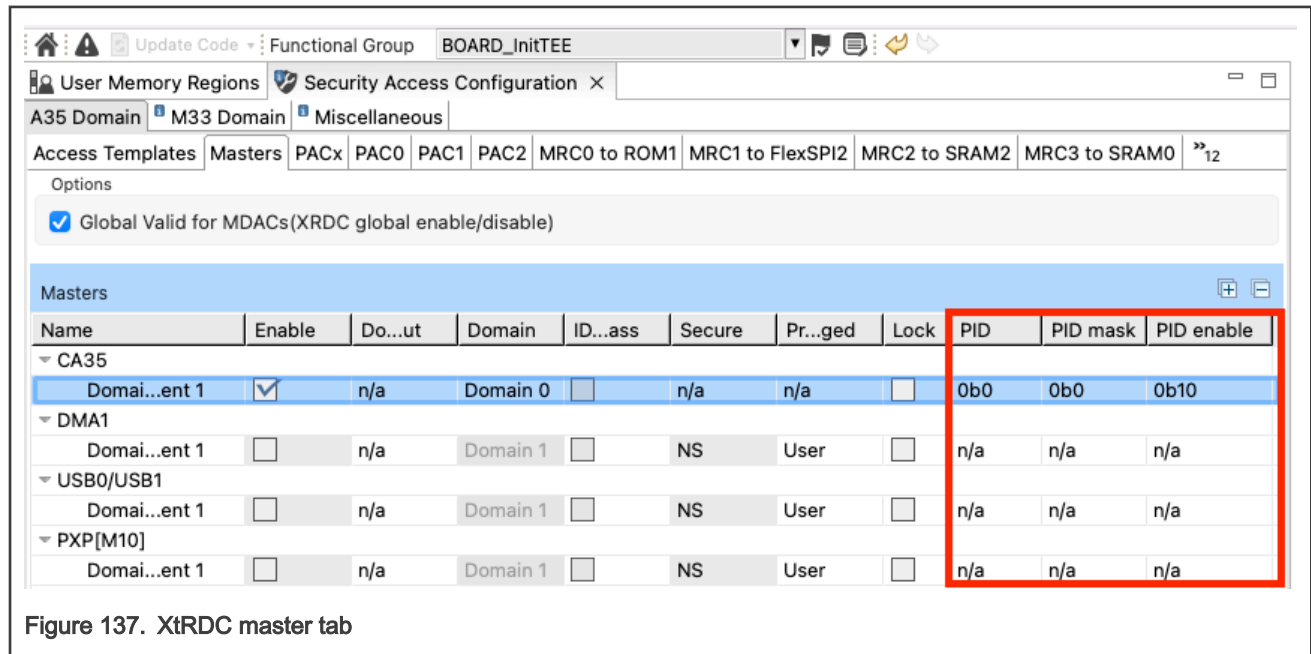 Update Code Functional Group BOARD_InitTEE
User Memory Regions Security Access Configuration
A35 Domain M33 Domain Miscellaneous
Access Templates Masters PACx PAC0 PAC1 PAC2 MRC0 to ROM1 MRC1 to FlexSPI2 MRC2 to SRAM2 MRC3 to SRAM0 »12
Options
Global Valid for MDACs(XRDC global enable/disable)
Masters
Name Enable Do...ut Domain ID...ass Secure Pr...ged Lock PID PID mask PID enable
CA35
Domai...ent 1 n/a Domain 0 n/a n/a 0b0 0b0 0b10
DMA1
Domai...ent 1 n/a Domain 1 NS User n/a n/a n/a
USB0/USB1
Domai...ent 1 n/a Domain 1 NS User n/a n/a n/a
PXP[M10]
Domai...ent 1 n/a Domain 1 NS User n/a n/a n/a
Figure 137. XtRDC master tab